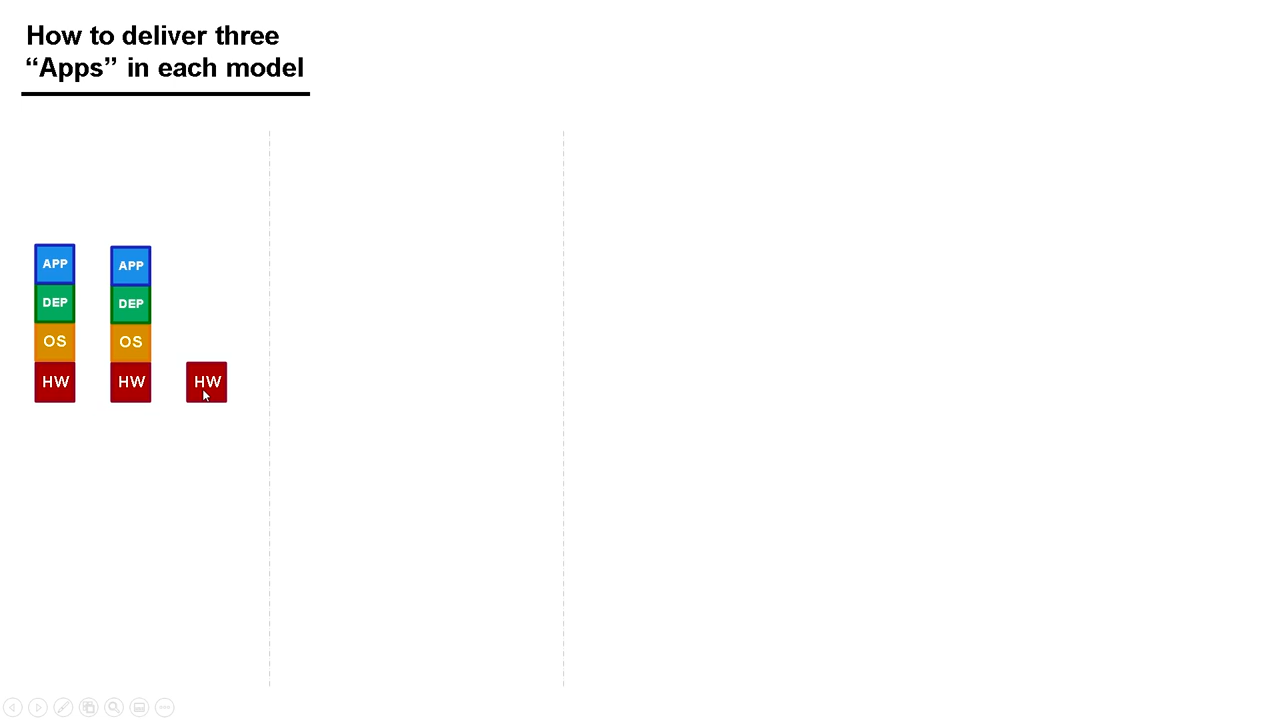 How to deliver three
“Apps” in each model
APP APP
DEP DEP
OS OS
HW HW HW